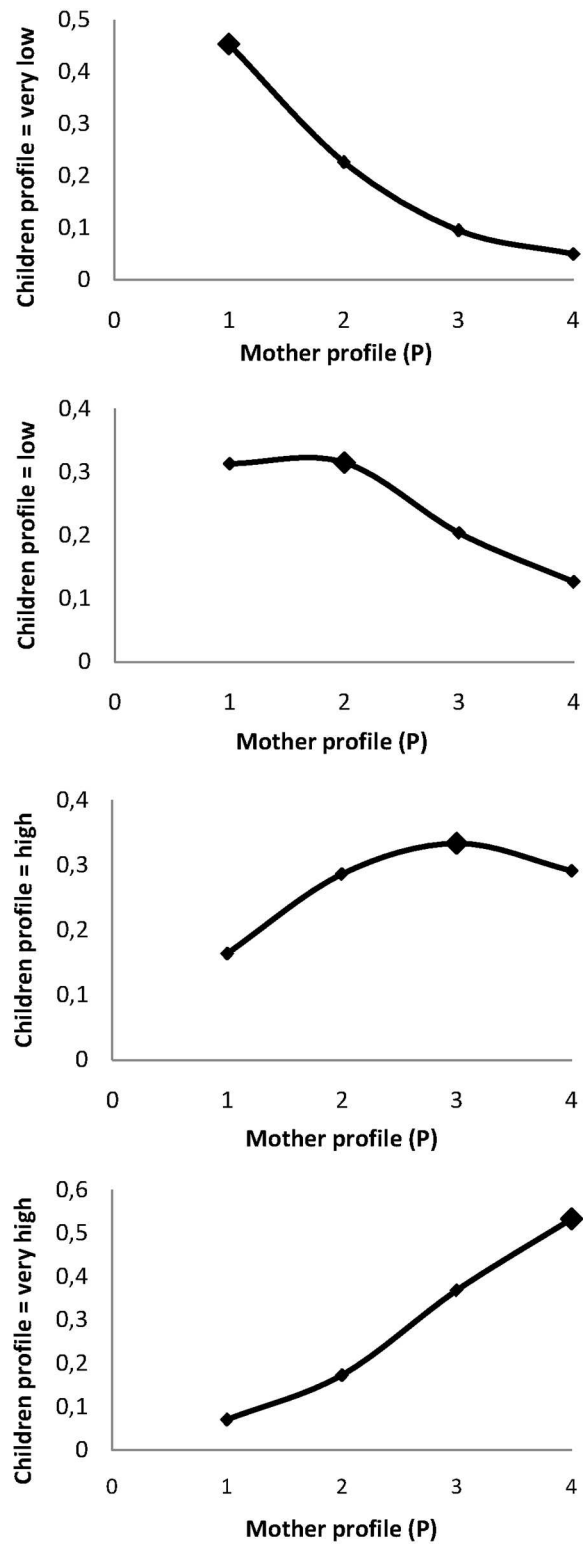 Children profile = very low
0,5
0,4
0,3
0,2
0,1
0
0 1 2 3 4
Mother profile (P)
Children profile = low
0,4
0,3
0,2
0,1
0
0 1 2 3 4
Mother profile (P)
Children profile = high
0,4
0,3
0,2
0,1
0
0 1 2 3 4
Mother profile (P)
Children profile = very high
0,6
0,5
0,4
0,3
0,2
0,1
0
0 1 2 3 4
Mother profile (P)